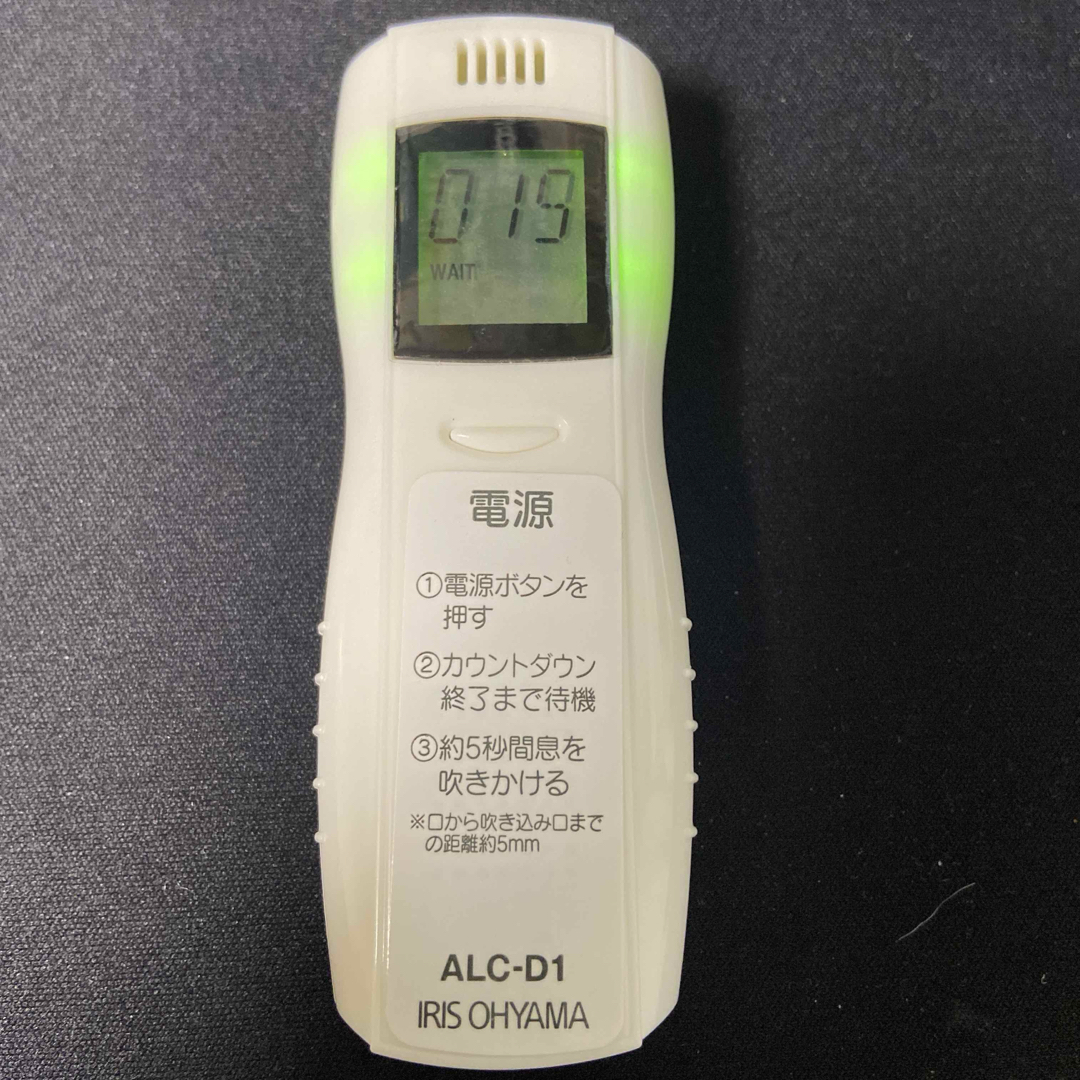 019
WAIT
電源
①電源ボタンを
押す
②カウントダウン
終了まで待機
③約5秒間息を
吹きかける
※口から吹き込み口まで
の距離約5mm
ALC-D1
IRIS OHYAMA